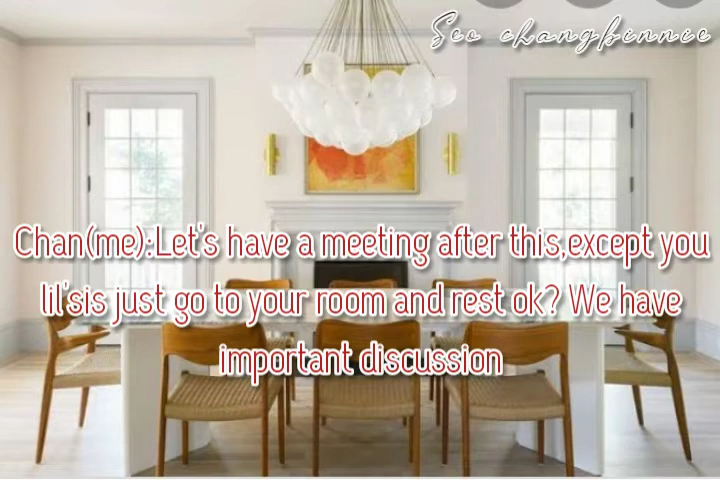 Seo changbinnie
Chan(me):Let's have a meeting after this,except you
lil'sis just go to your room and rest ok? We have
important discussion